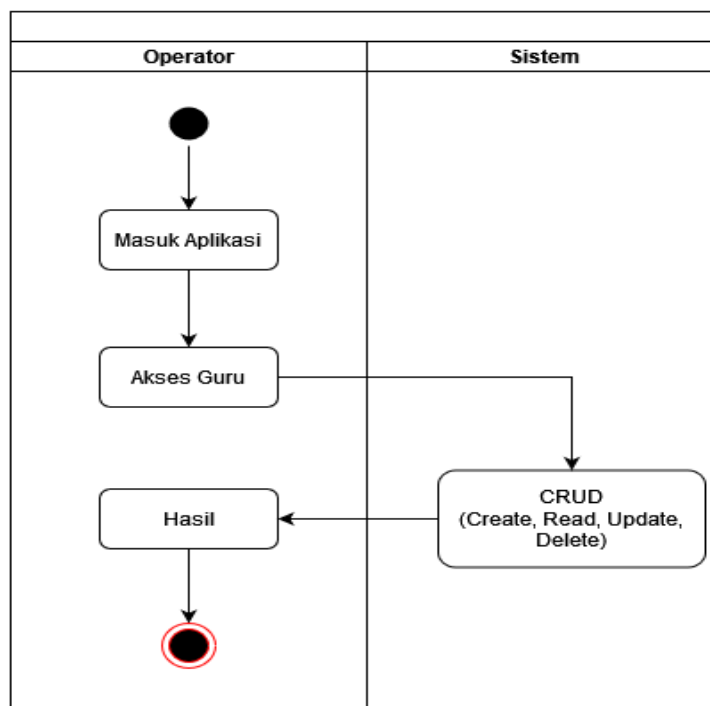 Operator
Sistem
Masuk Aplikasi
Akses Guru
CRUD
(Create, Read, Update,
Delete)
Hasil